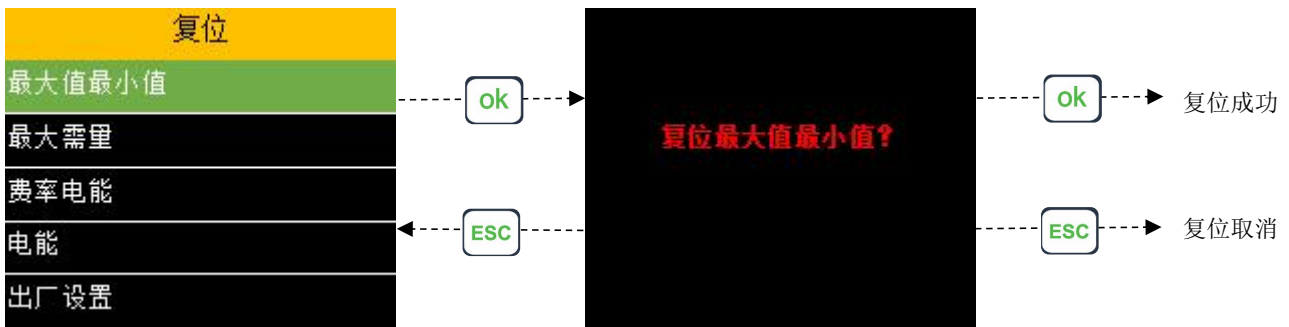 复位
最大值最小值
最大需量
费率电能
电能
出厂设置
ok
ESC
复位最大值最小值?
ok
复位成功
ESC
复位取消